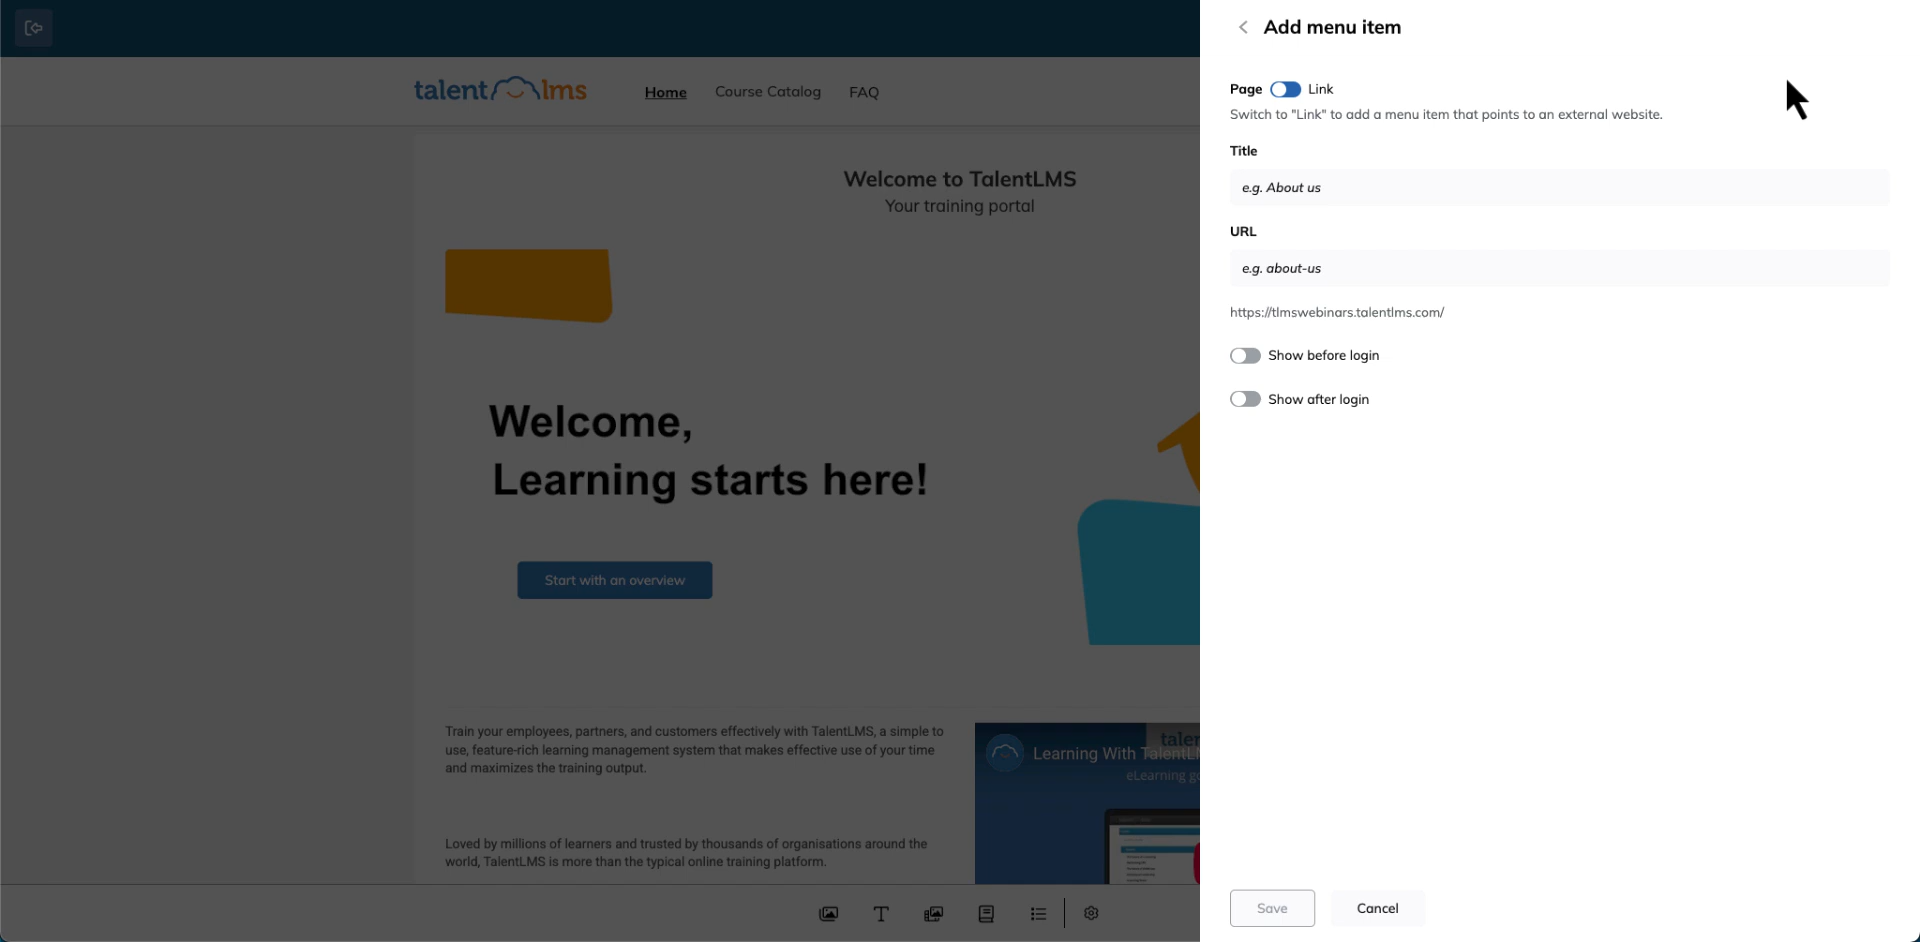 talentlms
Home
Course Catalog
FAQ
Welcome to TalentLMS
Your training portal
Welcome,
Learning starts here!
Start with an overview
Train your employees, partners, and customers effectively with TalentLMS, a simple to
use, feature-rich learning management system that makes effective use of your time
and maximizes the training output.
Loved by millions of learners and trusted by thousands of organisations around the
world, TalentLMS is more than the typical online training platform.
Learning With
eLearning
Add menu item
Page
Link
Switch to "Link" to add a menu item that points to an external website.
Title
e.g. About us
URL
e.g. about-us
https://tlmswebinars.talentlms.com/
Show before login
Show after login
Save
Cancel